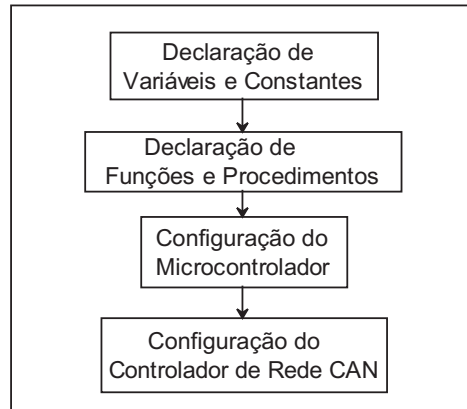 Declaração de
Variáveis e Constantes
Declaração de
Funções e Procedimentos
Configuração do
Microcontrolador
Configuração do
Controlador de Rede CAN